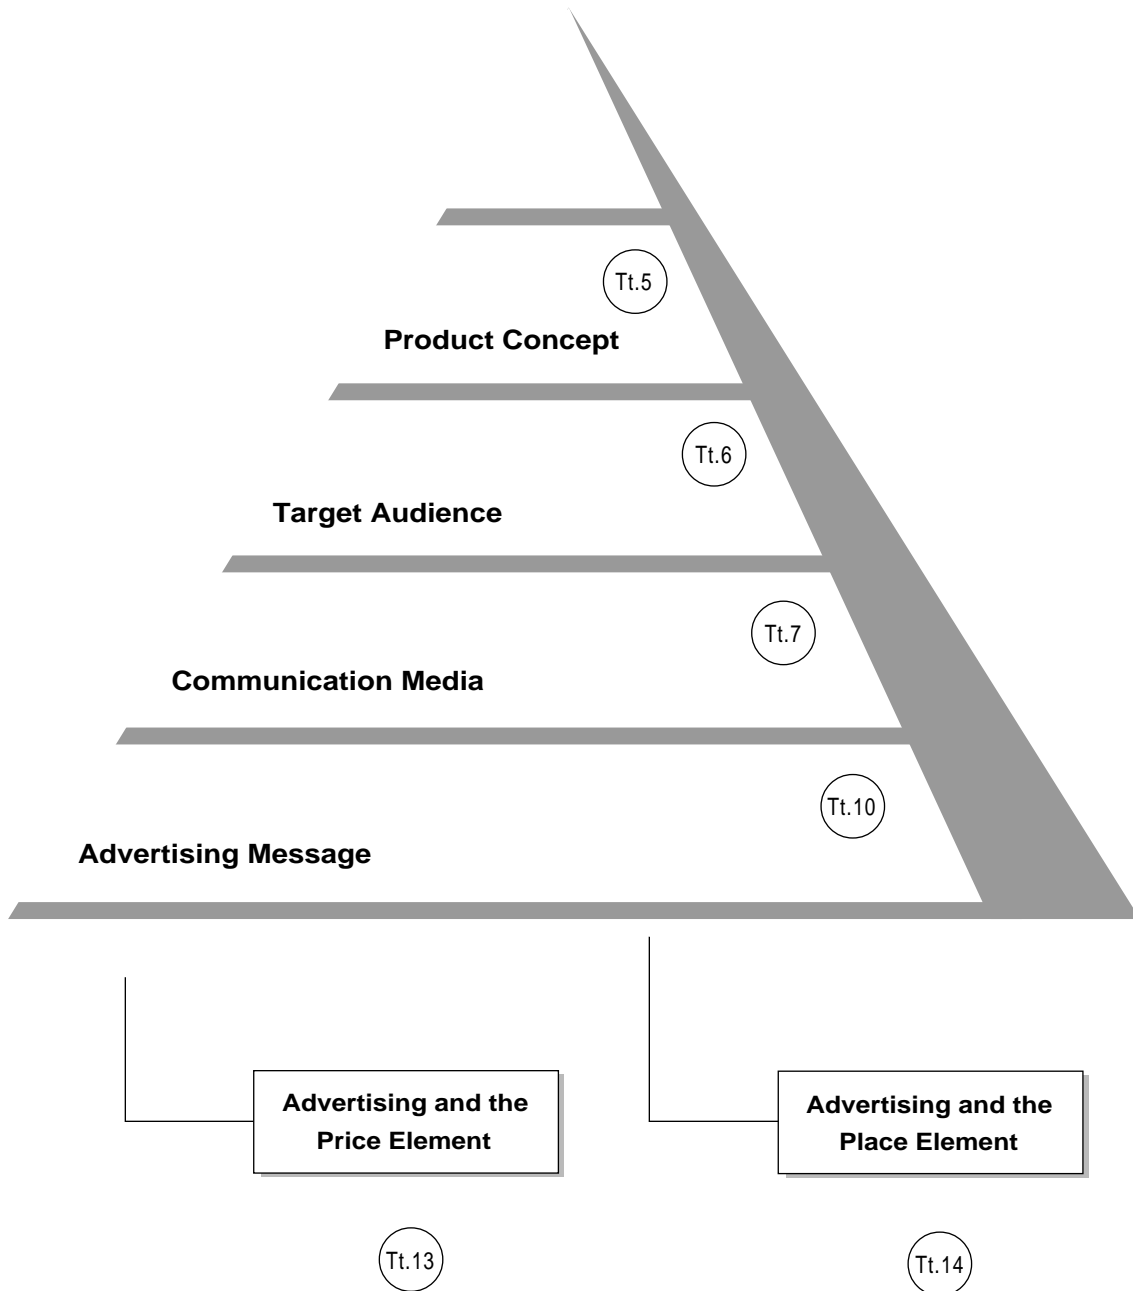 Tt.5
Product Concept
Tt.6
Target Audience
Tt.7
Communication Media
Tt.10
Advertising Message
Advertising and the
Price Element
Advertising and the
Place Element
Tt.13
Tt.14